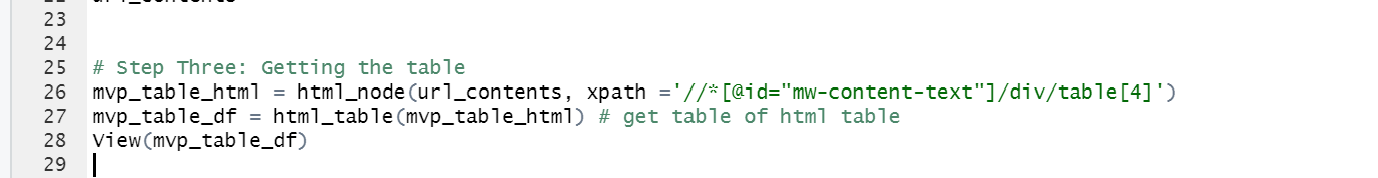 23
24
25 # Step Three: Getting the table
26 mvp_table_html = html_node(url_contents, xpath ='//*[@id="mw-content-text"]/div/table[4]')
27 mvp_table_df = html_table(mvp_table_html) # get table of html table
28 View(mvp_table_df)
29